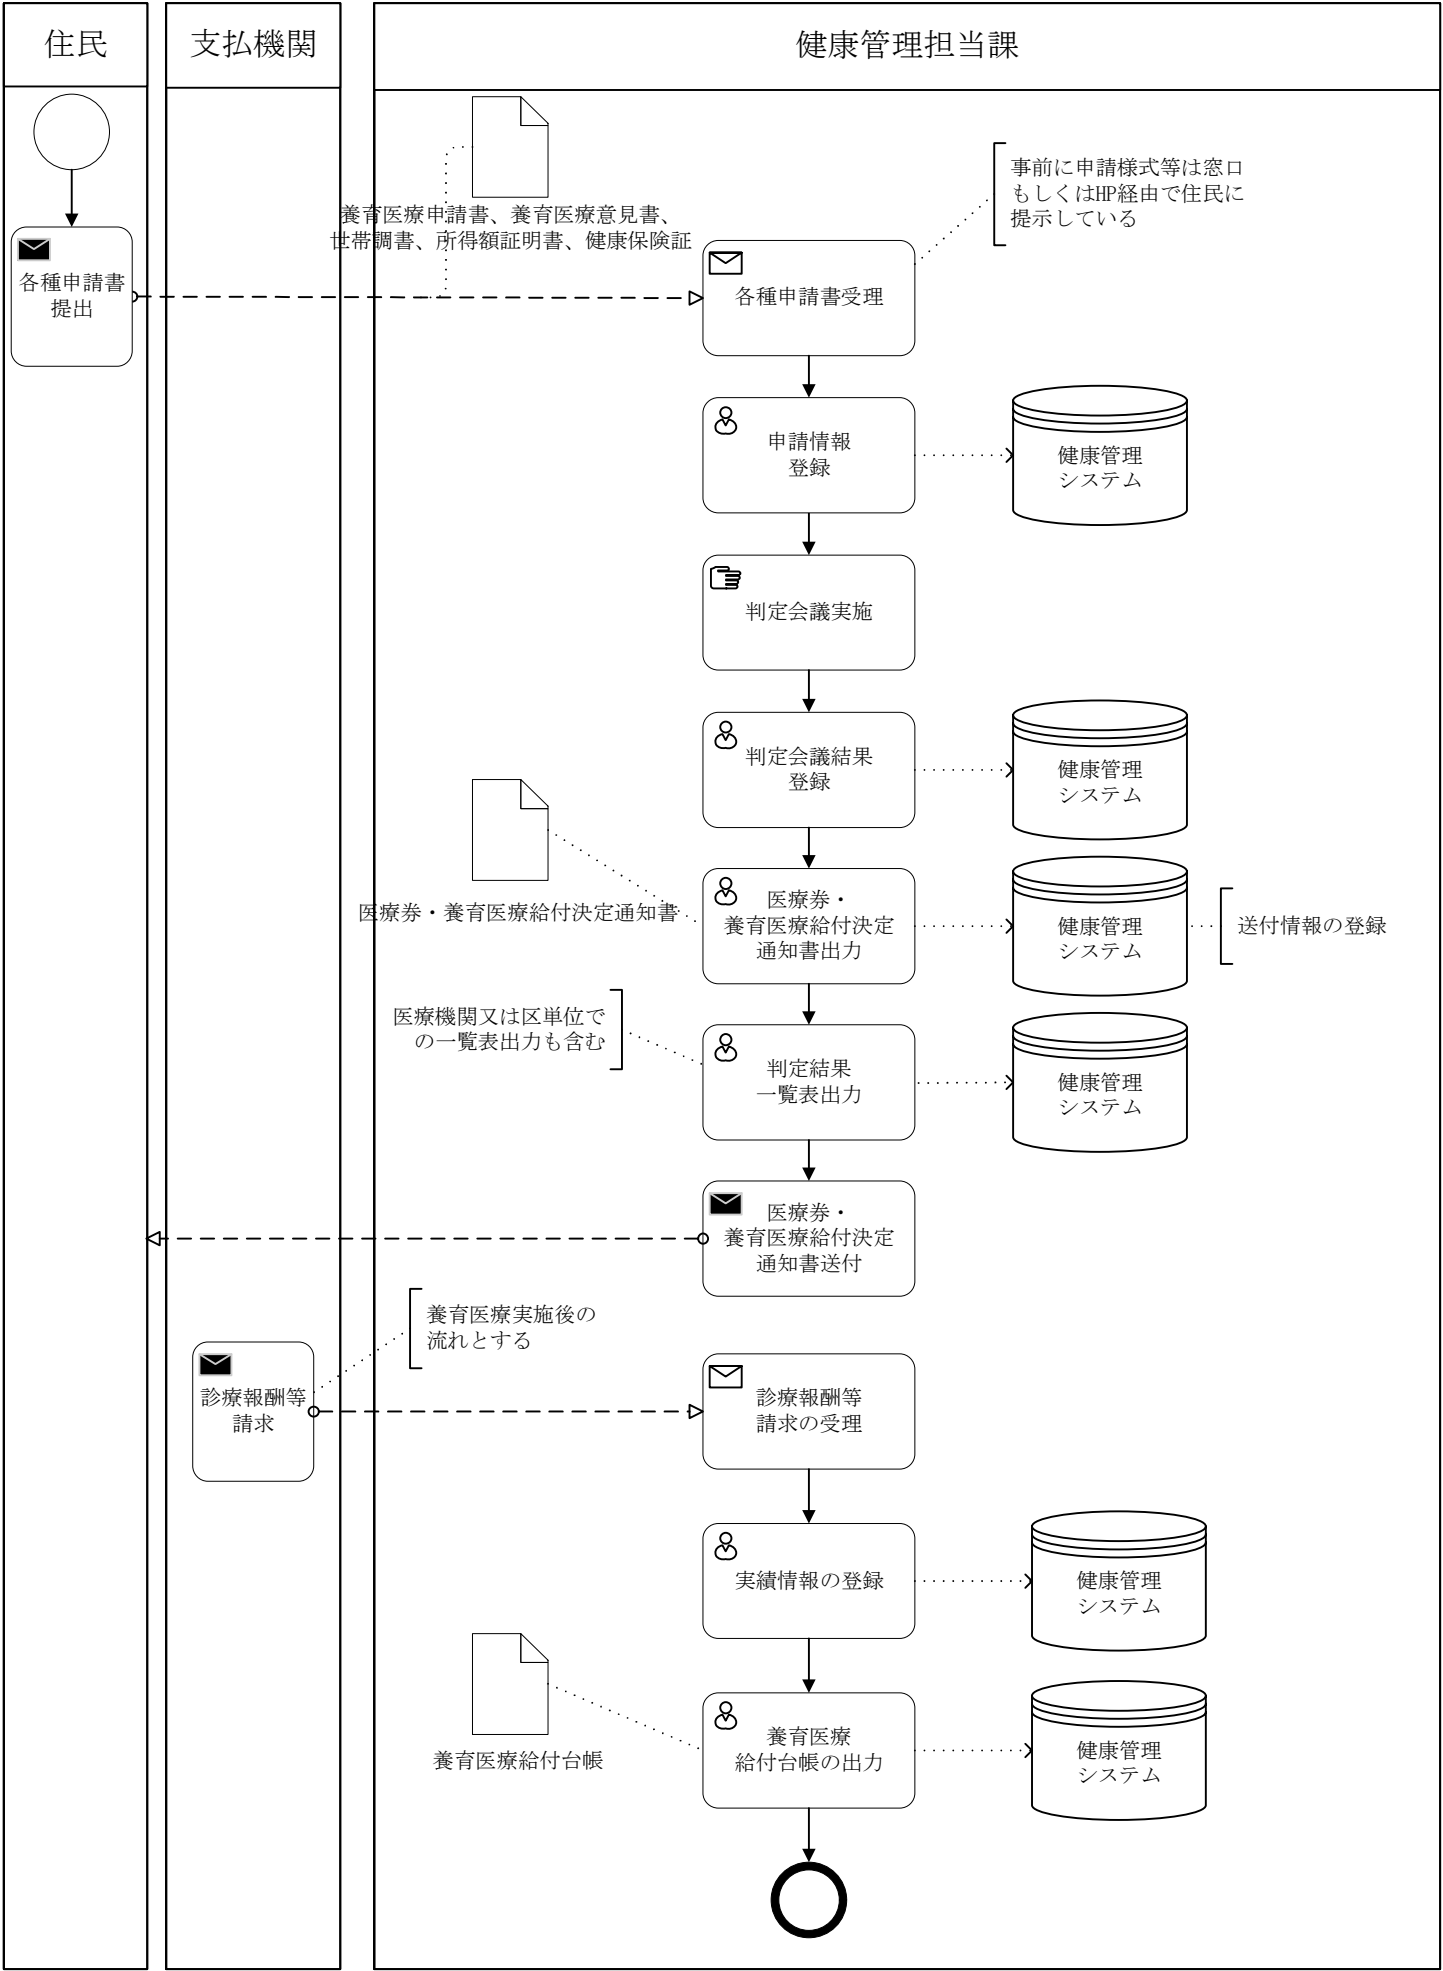 住民
支払機関
健康管理担当課
事前に申請様式等は窓口
もしくはHP経由で住民に
提示している
養育医療申請書、養育医療意見書、
世帯調書、所得額証明書、健康保険証
各種申請書
提出
各種申請書受理
申請情報
登録
健康管理
システム
判定会議実施
判定会議結果
登録
健康管理
システム
医療券・養育医療給付決定通知書
医療券・
養育医療給付決定
通知書出力
健康管理
システム
送付情報の登録
医療機関又は区単位で
の一覧表出力も含む
判定結果
一覧表出力
健康管理
システム
医療券・
養育医療給付決定
通知書送付
養育医療実施後の
流れとする
診療報酬等
請求
診療報酬等
請求の受理
実績情報の登録
健康管理
システム
養育医療給付台帳
養育医療
給付台帳の出力
健康管理
システム